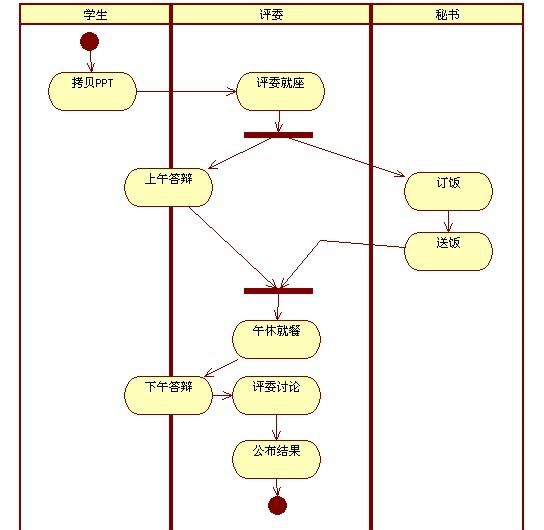 学生
评委
秘书
拷贝PPT
评委就座
上午答辩
订饭
送饭
午休就餐
下午答辩
评委讨论
公布结果